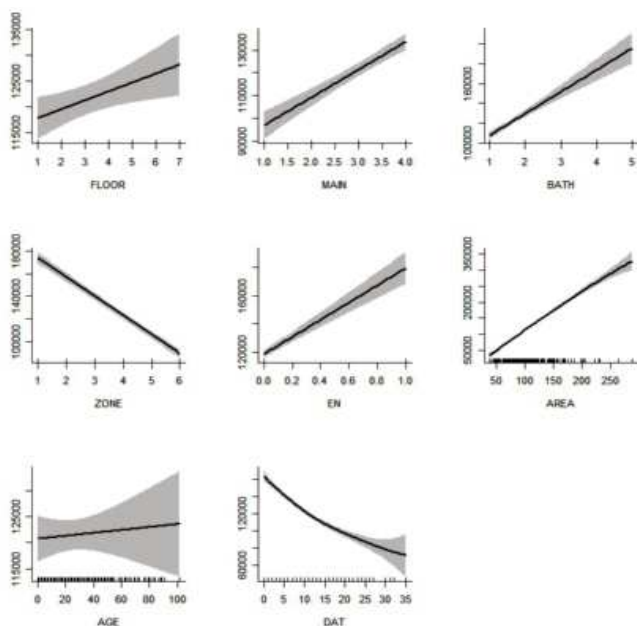 115000 125000 135000
1 2 3 4 5 6 7
FLOOR
90000 110000 130000
1.0 1.5 2.0 2.5 3.0 3.5 4.0
MAIN
100000 160000
1 2 3 4 5
BATH
100000 140000 180000
1 2 3 4 5 6
ZONE
120000 160000
0.0 0.2 0.4 0.6 0.8 1.0
EN
50000 200000 350000
50 100 150 200 250
AREA
115000 125000
0 20 40 60 80 100
AGE
60000 120000
0 5 10 15 20 25 30 35
DAT